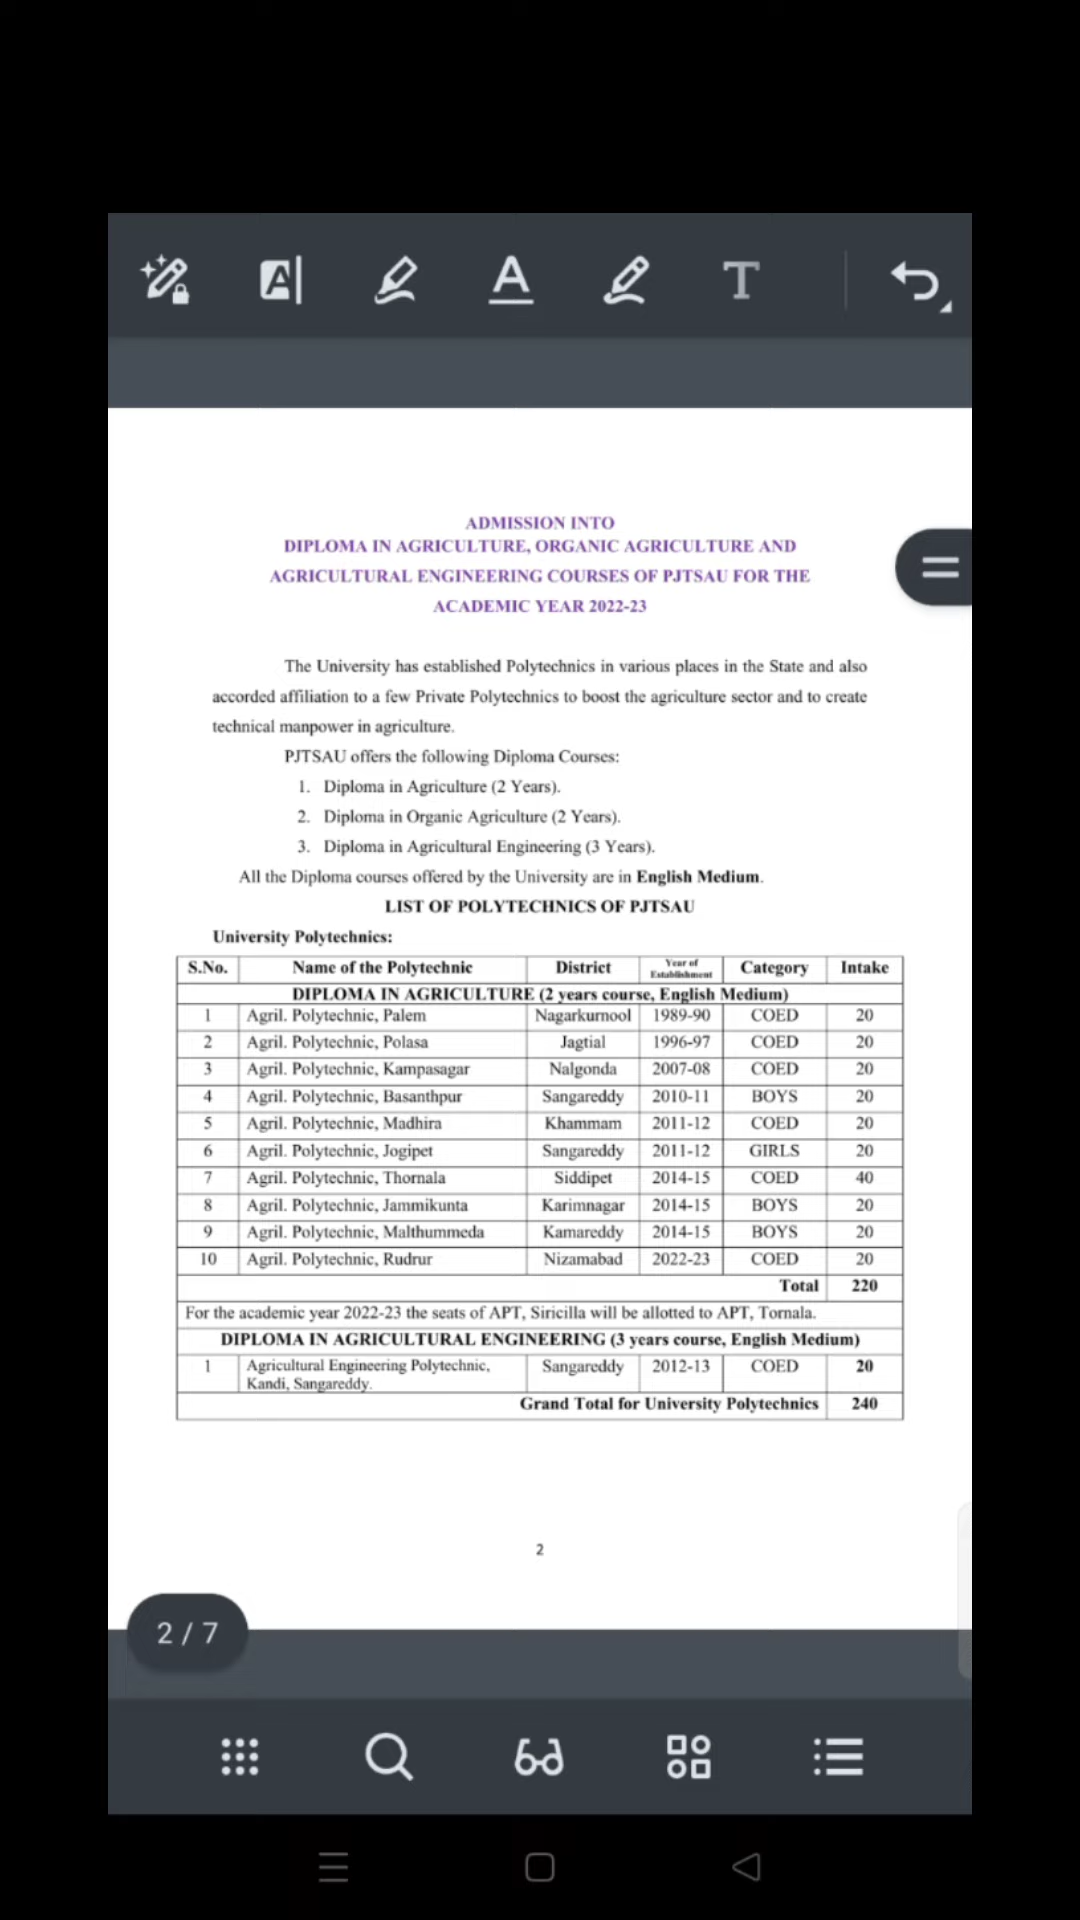 A
A
T
ADMISSION INTO
DIPLOMA IN AGRICULTURE, ORGANIC AGRICULTURE AND
AGRICULTURAL ENGINEERING COURSES OF PJTSAU FOR THE
ACADEMIC YEAR 2022-23
The University has established Polytechnics in various places in the State and also
accorded affiliation to a few Private Polytechnics to boost the agriculture sector and to create
technical manpower in agriculture.
PJTSAU offers the following Diploma Courses:
1. Diploma in Agriculture (2 Years).
2. Diploma in Organic Agriculture (2 Years).
3. Diploma in Agricultural Engineering (3 Years).
All the Diploma courses offered by the University are in English Medium.
LIST OF POLYTECHNICS OF PJTSAU
University Polytechnics:
S.No. Name of the Polytechnic District Year of Establishment Category Intake
DIPLOMA IN AGRICULTURE (2 years course, English Medium)
1 Agril. Polytechnic, Palem Nagarkurnool 1989-90 COED 20
2 Agril. Polytechnic, Polasa Jagtial 1996-97 COED 20
3 Agril. Polytechnic, Kampasagar Nalgonda 2007-08 COED 20
4 Agril. Polytechnic, Basanthpur Sangareddy 2010-11 BOYS 20
5 Agril. Polytechnic, Madhira Khammam 2011-12 COED 20
6 Agril. Polytechnic, Jogipet Sangareddy 2011-12 GIRLS 20
7 Agril. Polytechnic, Thornala Siddipet 2014-15 COED 40
8 Agril. Polytechnic, Jammikunta Karimnagar 2014-15 BOYS 20
9 Agril. Polytechnic, Malthummeda Kamareddy 2014-15 BOYS 20
10 Agril. Polytechnic, Rudrur Nizamabad 2022-23 COED 20
Total 220
For the academic year 2022-23 the seats of APT, Siricilla will be allotted to APT, Tornala.
DIPLOMA IN AGRICULTURAL ENGINEERING (3 years course, English Medium)
1 Agricultural Engineering Polytechnic, Sangareddy 2012-13 COED 20
Kandi, Sangareddy.
Grand Total for University Polytechnics 240
2
2 / 7